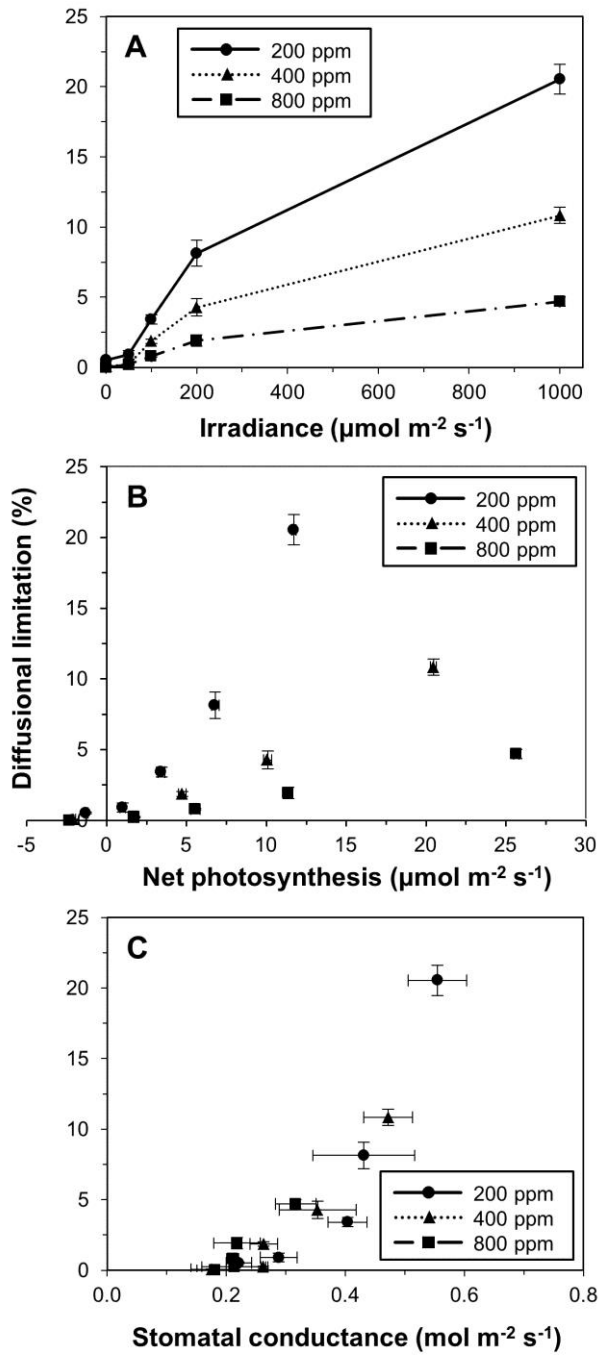 25
A
200 ppm
400 ppm
800 ppm
20
15
10
5
0
0 200 400 600 800 1000
Irradiance (µmol m-2 s-1)
Diffusional limitation (%)
25
B
200 ppm
400 ppm
800 ppm
20
15
10
5
0
-5 0 5 10 15 20 25 30
Net photosynthesis (µmol m-2 s-1)
25
C
20
15
10
5
0
200 ppm
400 ppm
800 ppm
0.0 0.2 0.4 0.6 0.8
Stomatal conductance (mol m-2 s-1)